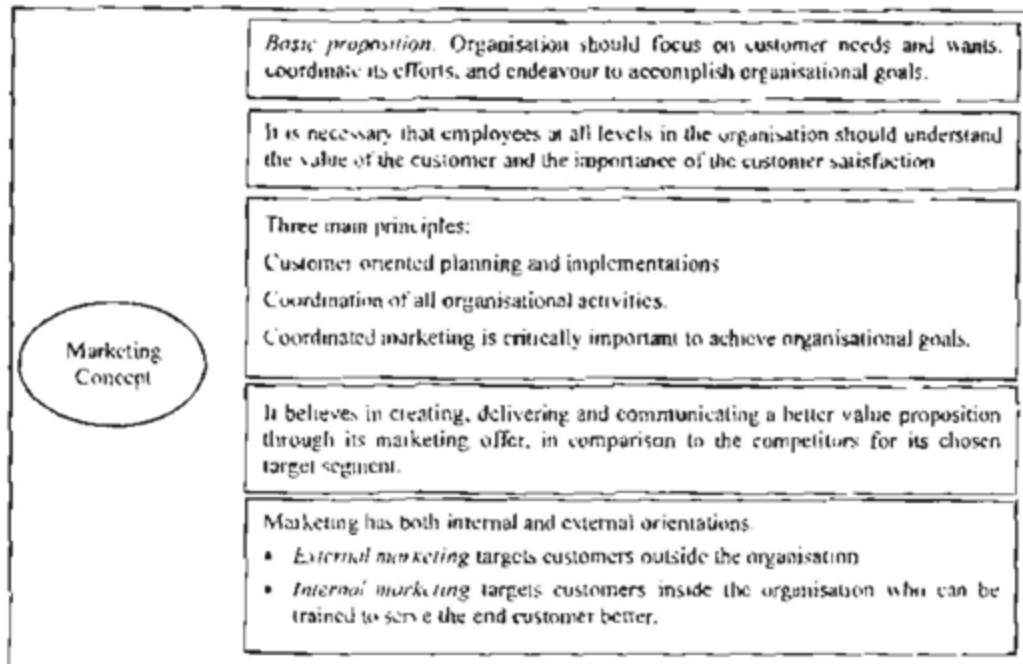 Basic proposition. Organisation should focus on customer needs and wants,
coordinate its efforts, and endeavour to accomplish organisational goals.
It is necessary that employees at all levels in the organisation should understand
the value of the customer and the importance of the customer satisfaction
Three main principles:
Customer oriented planning and implementations
Coordination of all organisational activities.
Coordinated marketing is critically important to achieve organisational goals.
Marketing
Concept
It believes in creating, delivering and communicating a better value proposition
through its marketing offer, in comparison to the competitors for its chosen
target segment.
Marketing has both internal and external orientations.
• External marketing targets customers outside the organisation
• Internal marketing targets customers inside the organisation who can be
trained to serve the end customer better.